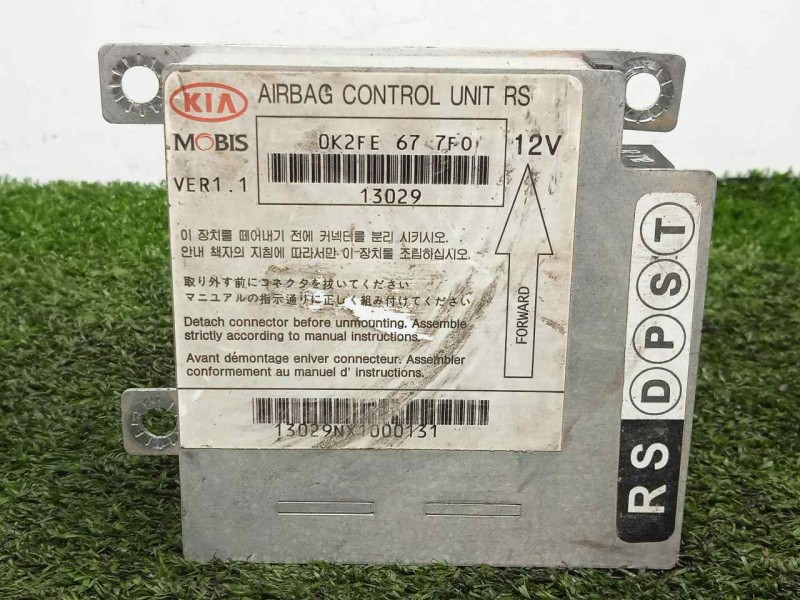 KIA
AIRBAG CONTROL UNIT RS
MOBIS
0K2FE 67 7F0
12V
VER1.1
13029
이 장치를 떼어내기 전에 커넥터를 분리 시키시오.
안내 책자의 지침에 따라서만 이 장치를 조립하십시오.
取り外す前にコネクタを抜いてください
マニュアルの指示通りに正しく組み付けてください
Detach connector before unmounting. Assemble
strictly according to manual instructions.
Avant démontage enlver connecteur. Assembler
conformement au manuel d' instructions.
FORWARD
13029NX1000131
RS D P S T